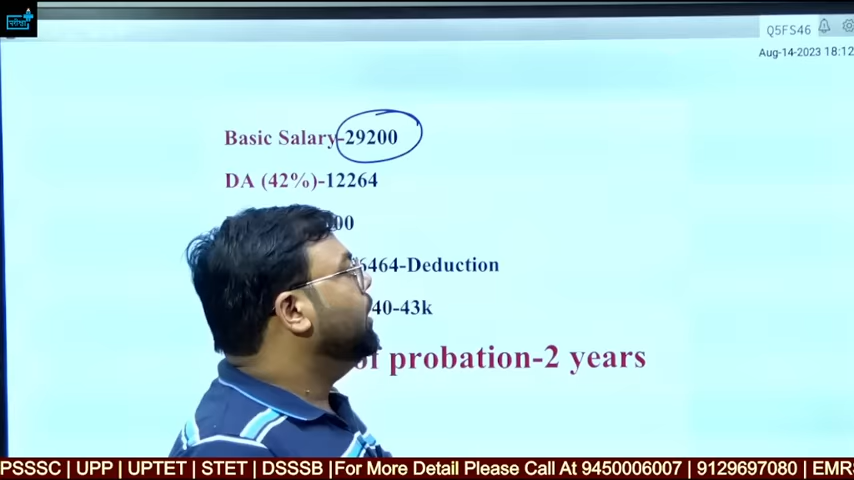 परीक्षा
Q5FS46
Aug-14-2023 18:12
Basic Salary-29200
DA (42%)-12264
00
6464-Deduction
40-43k
of probation-2 years
PSSSC | UPP | UPTET | STET | DSSSB |For More Detail Please Call At 9450006007 | 9129697080 | EMR